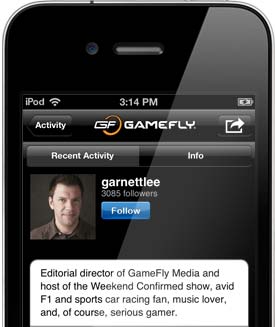 iPod 3:14 PM
Activity GF GAMEFLY
Recent Activity Info
garnettlee
3085 followers
Follow
Editorial director of GameFly Media and
host of the Weekend Confirmed show, avid
F1 and sports car racing fan, music lover,
and, of course, serious gamer.